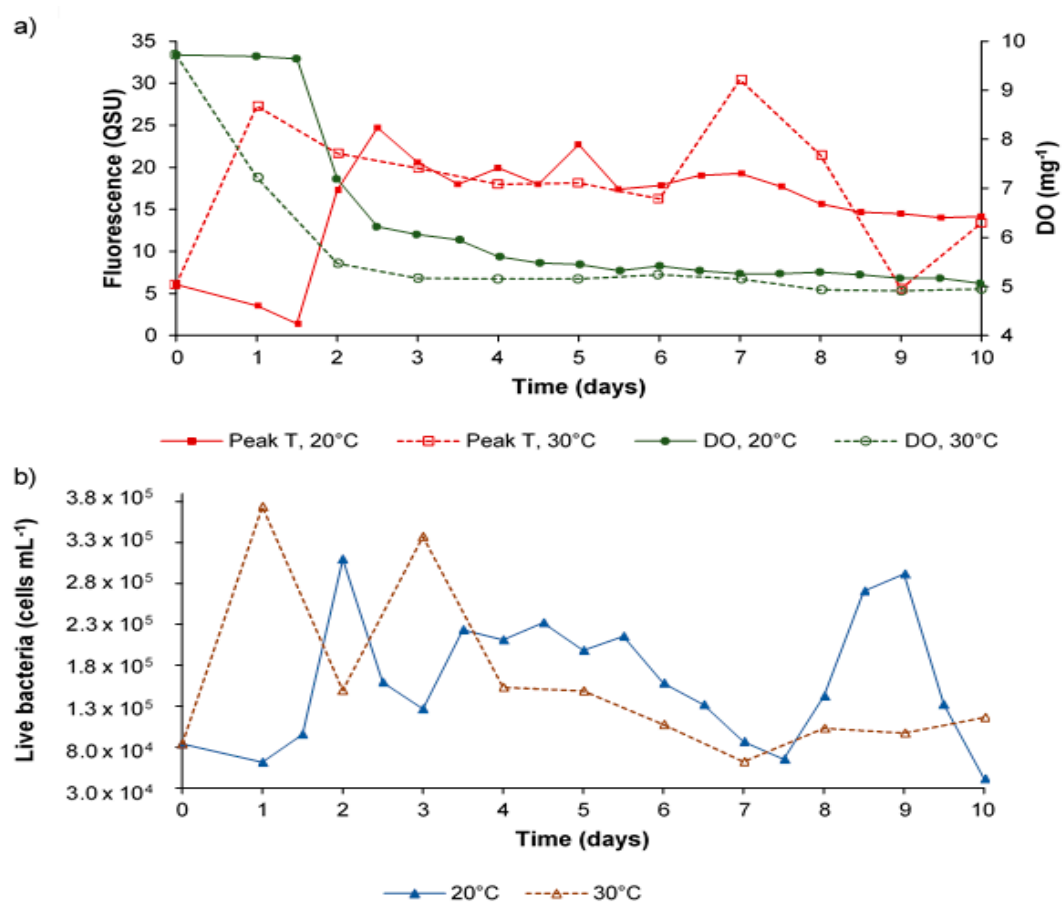 a)
Fluorescence (QSU)
35
30
25
20
15
10
5
0
10
9
8
7
6
5
4
DO (mg⁻¹)
0 1 2 3 4 5 6 7 8 9 10
Time (days)
Peak T, 20°C Peak T, 30°C DO, 20°C DO, 30°C
b)
Live bacteria (cells mL⁻¹)
3.8 x 10⁵
3.3 x 10⁵
2.8 x 10⁵
2.3 x 10⁵
1.8 x 10⁵
1.3 x 10⁵
8.0 x 10⁴
3.0 x 10⁴
0 1 2 3 4 5 6 7 8 9 10
Time (days)
20°C 30°C